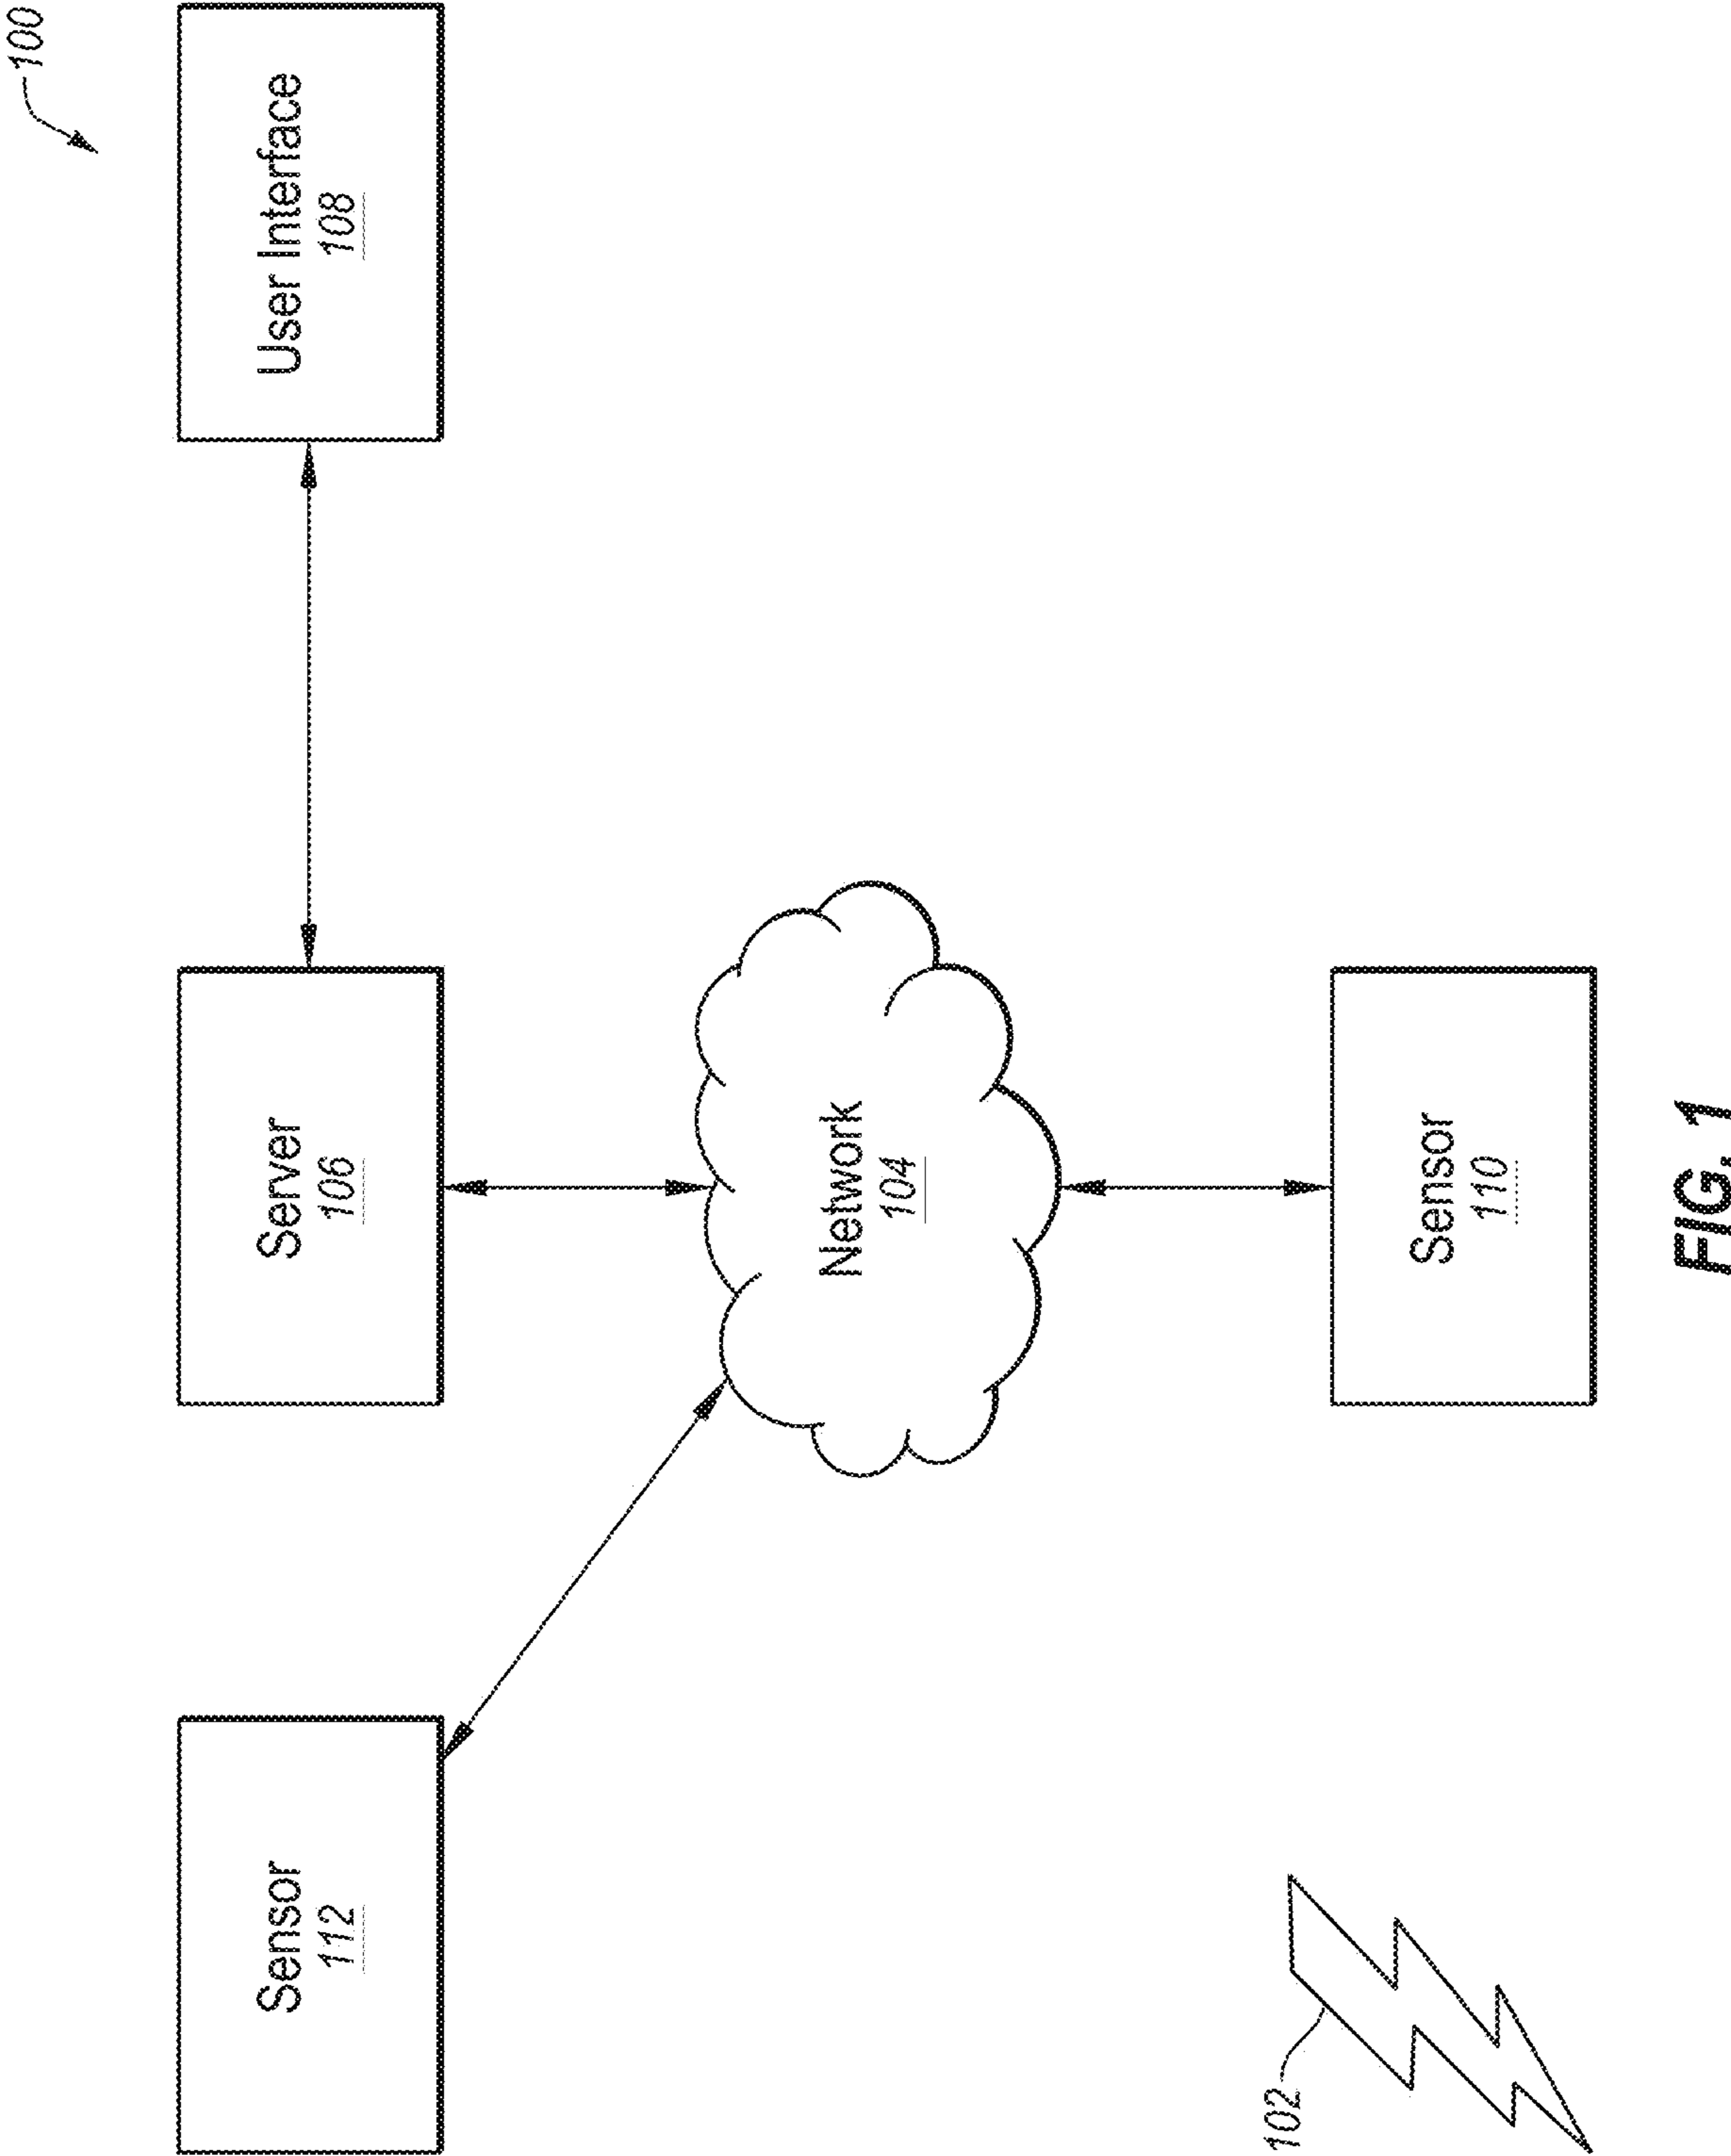 100
Sensor
112
Server
106
User Interface
108
Network
104
102
Sensor
110
FIG. 1